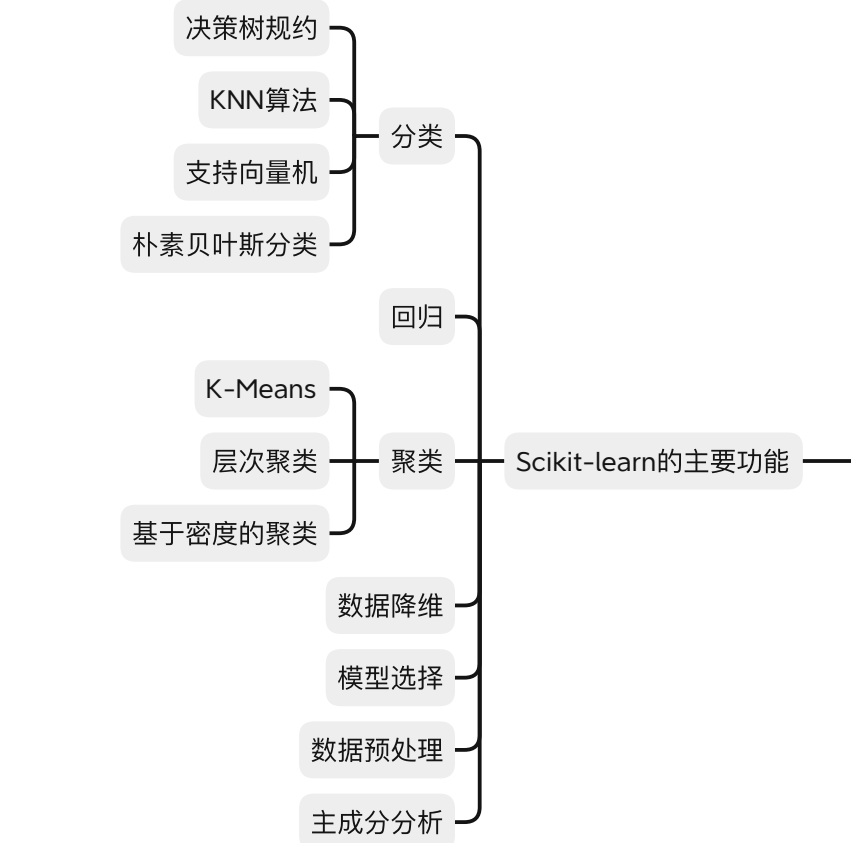 决策树规约
KNN算法
分类
支持向量机
朴素贝叶斯分类
回归
K-Means
层次聚类
聚类
Scikit-learn的主要功能
基于密度的聚类
数据降维
模型选择
数据预处理
主成分分析